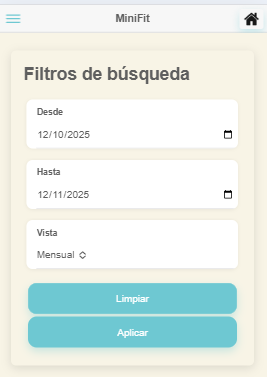 MiniFit
Filtros de búsqueda
Desde
12/10/2025
Hasta
12/11/2025
Vista
Mensual
Limpiar
Aplicar